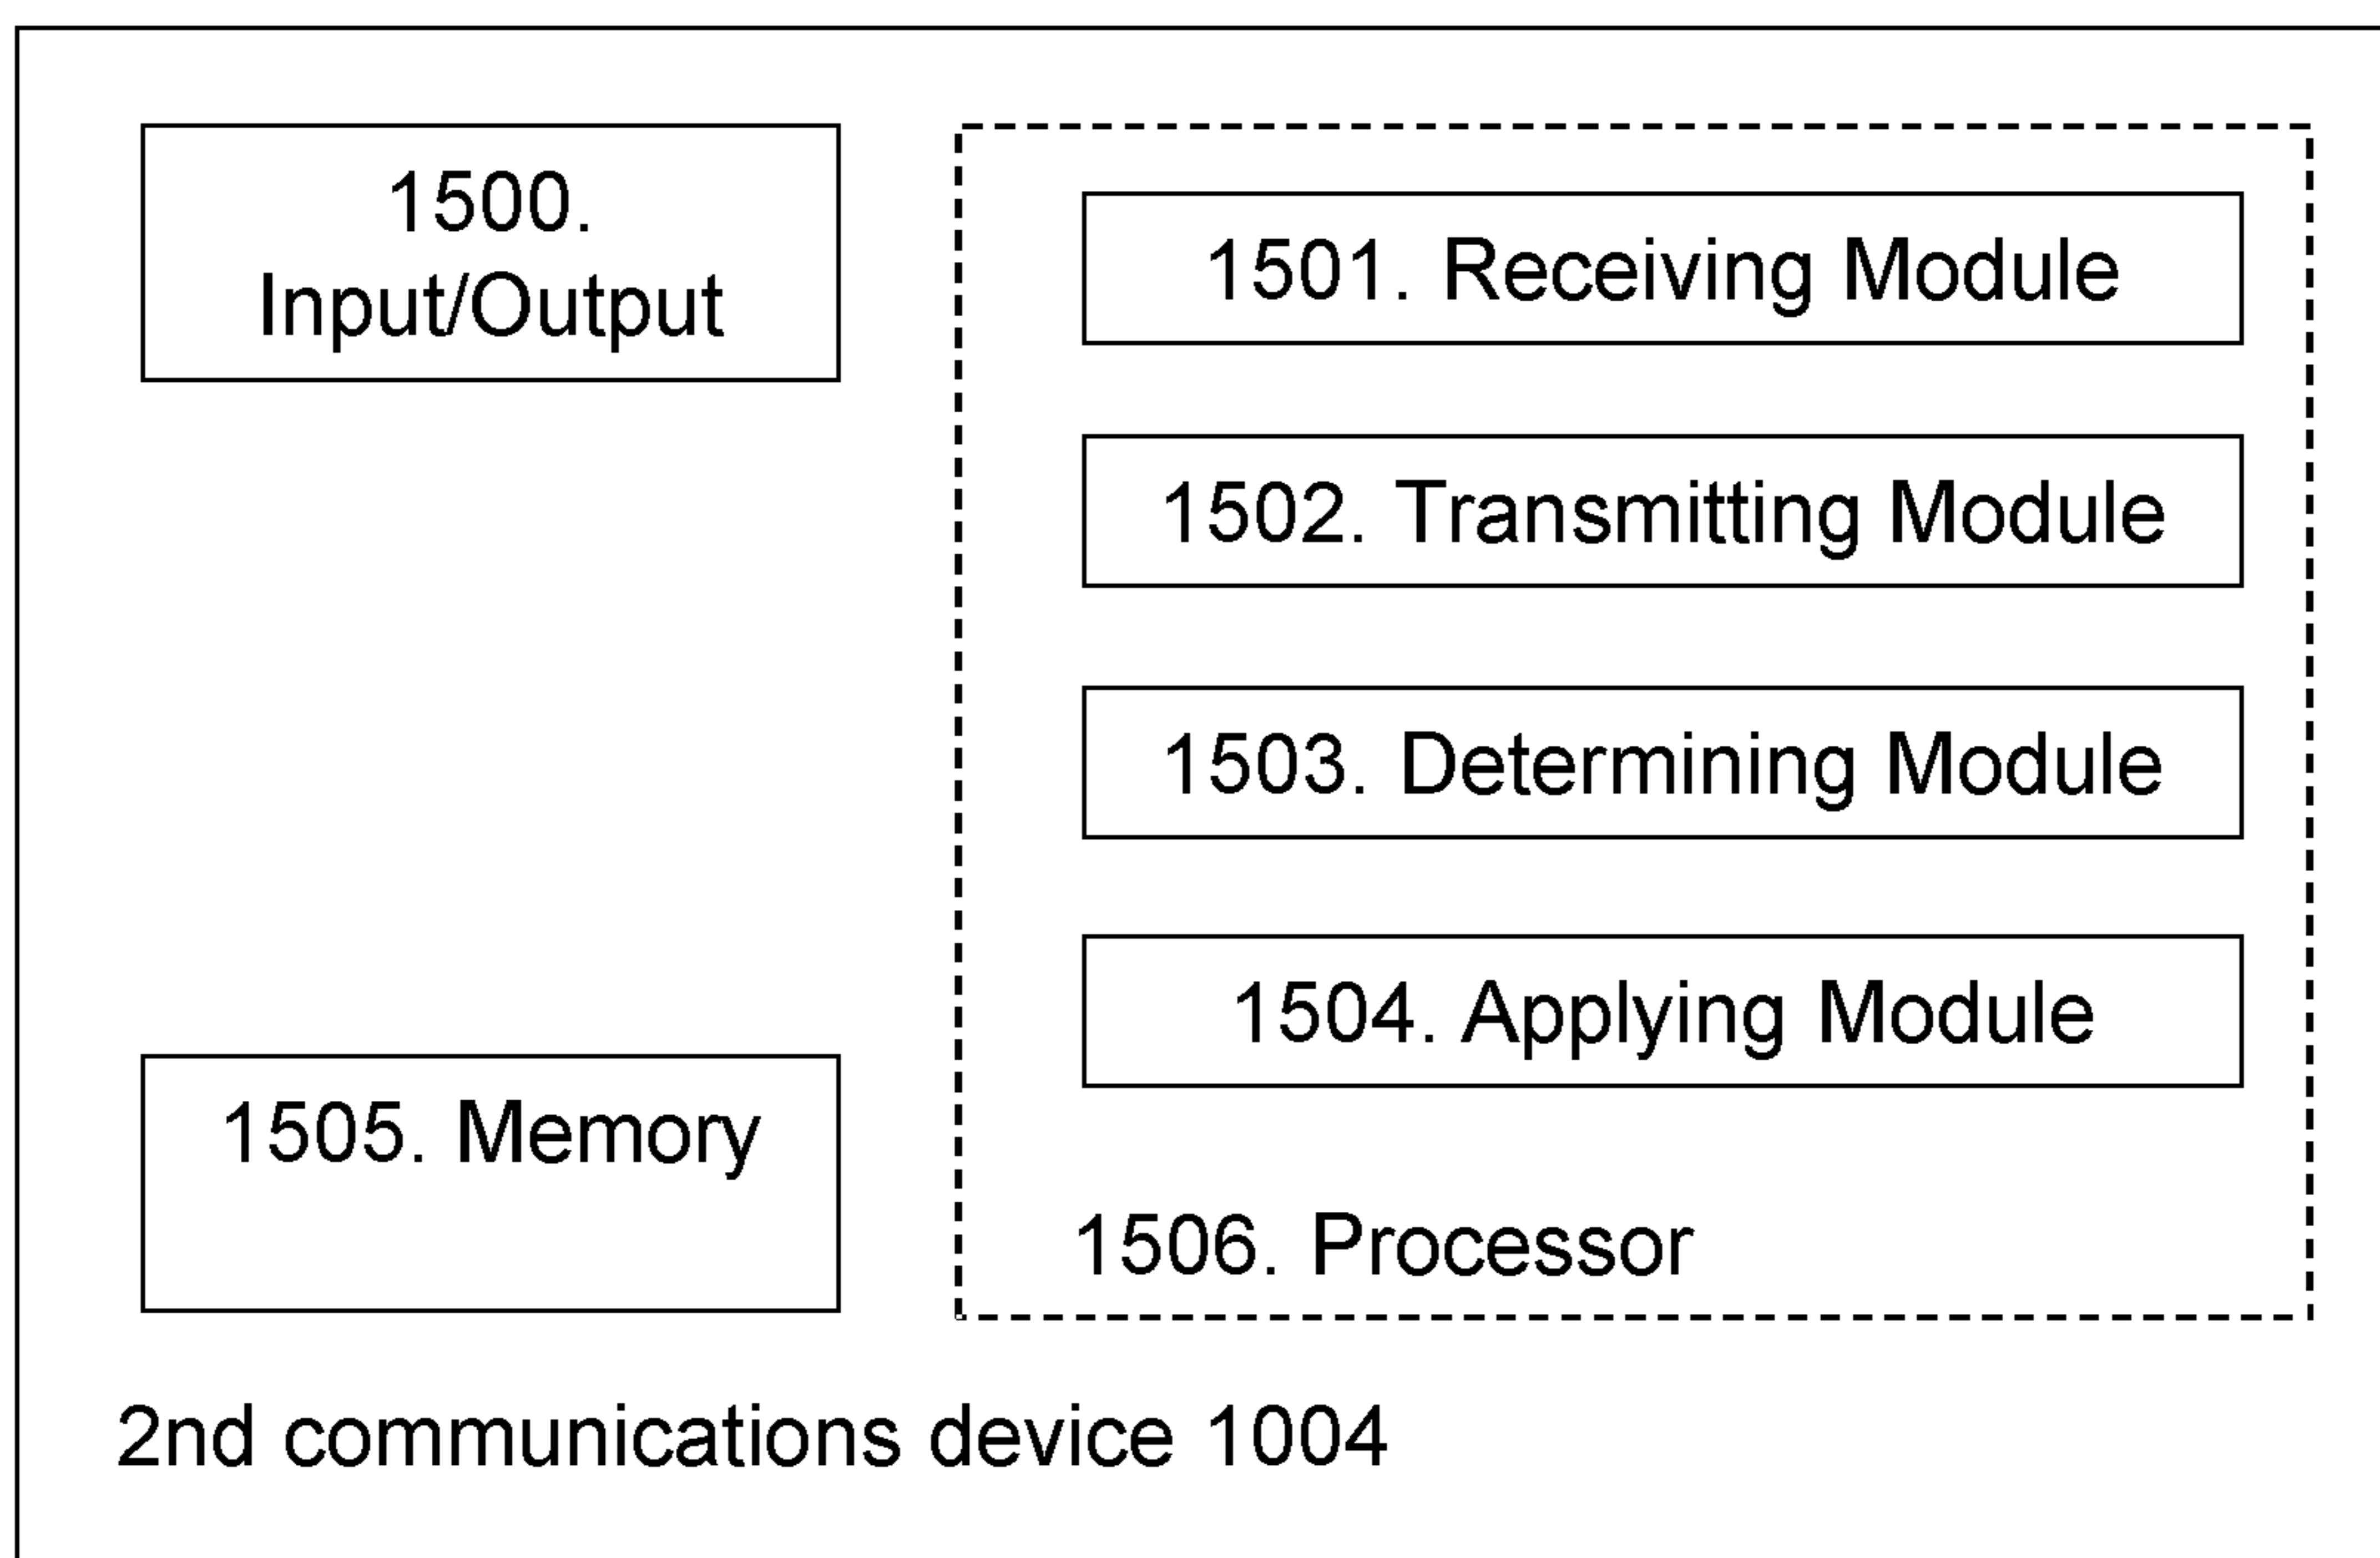 1500.
Input/Output
1501. Receiving Module
1502. Transmitting Module
1503. Determining Module
1504. Applying Module
1505. Memory
1506. Processor
2nd communications device 1004